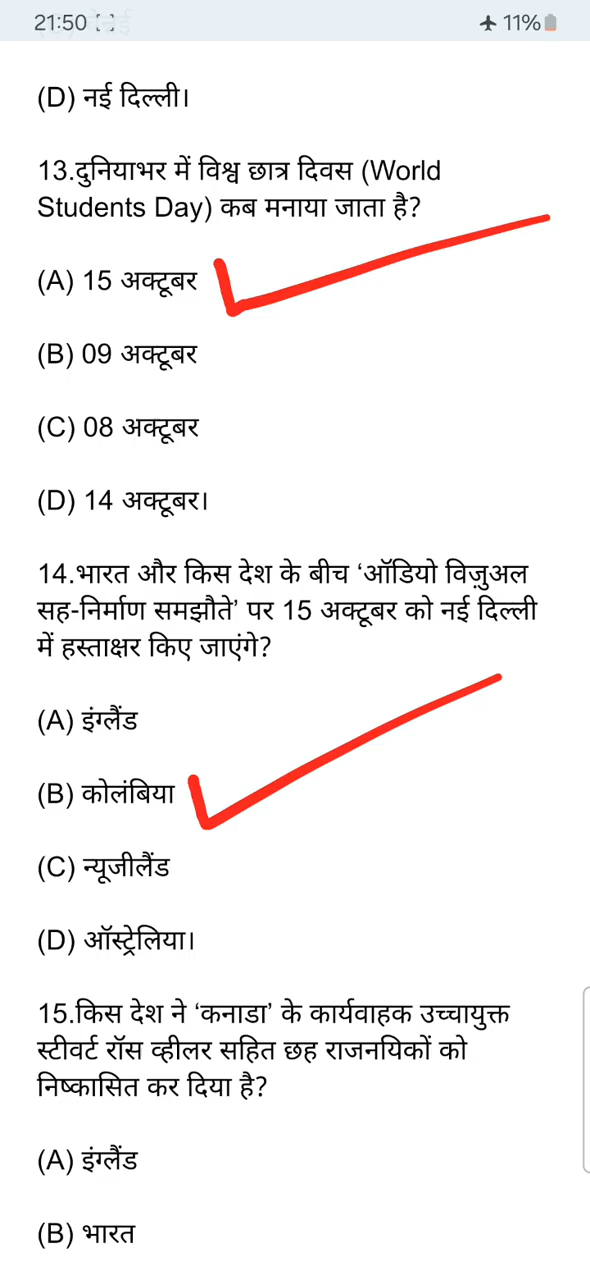 21:50
11%
(D) नई दिल्ली।
13.दुनियाभर में विश्व छात्र दिवस (World
Students Day) कब मनाया जाता है?
(A) 15 अक्टूबर
(B) 09 अक्टूबर
(C) 08 अक्टूबर
(D) 14 अक्टूबर।
14.भारत और किस देश के बीच ‘ऑडियो विज़ुअल
सह-निर्माण समझौते’ पर 15 अक्टूबर को नई दिल्ली
में हस्ताक्षर किए जाएंगे?
(A) इंग्लैंड
(B) कोलंबिया
(C) न्यूजीलैंड
(D) ऑस्ट्रेलिया।
15.किस देश ने ‘कनाडा’ के कार्यवाहक उच्चायुक्त
स्टीवर्ट रॉस व्हीलर सहित छह राजनयिकों को
निष्कासित कर दिया है?
(A) इंग्लैंड
(B) भारत